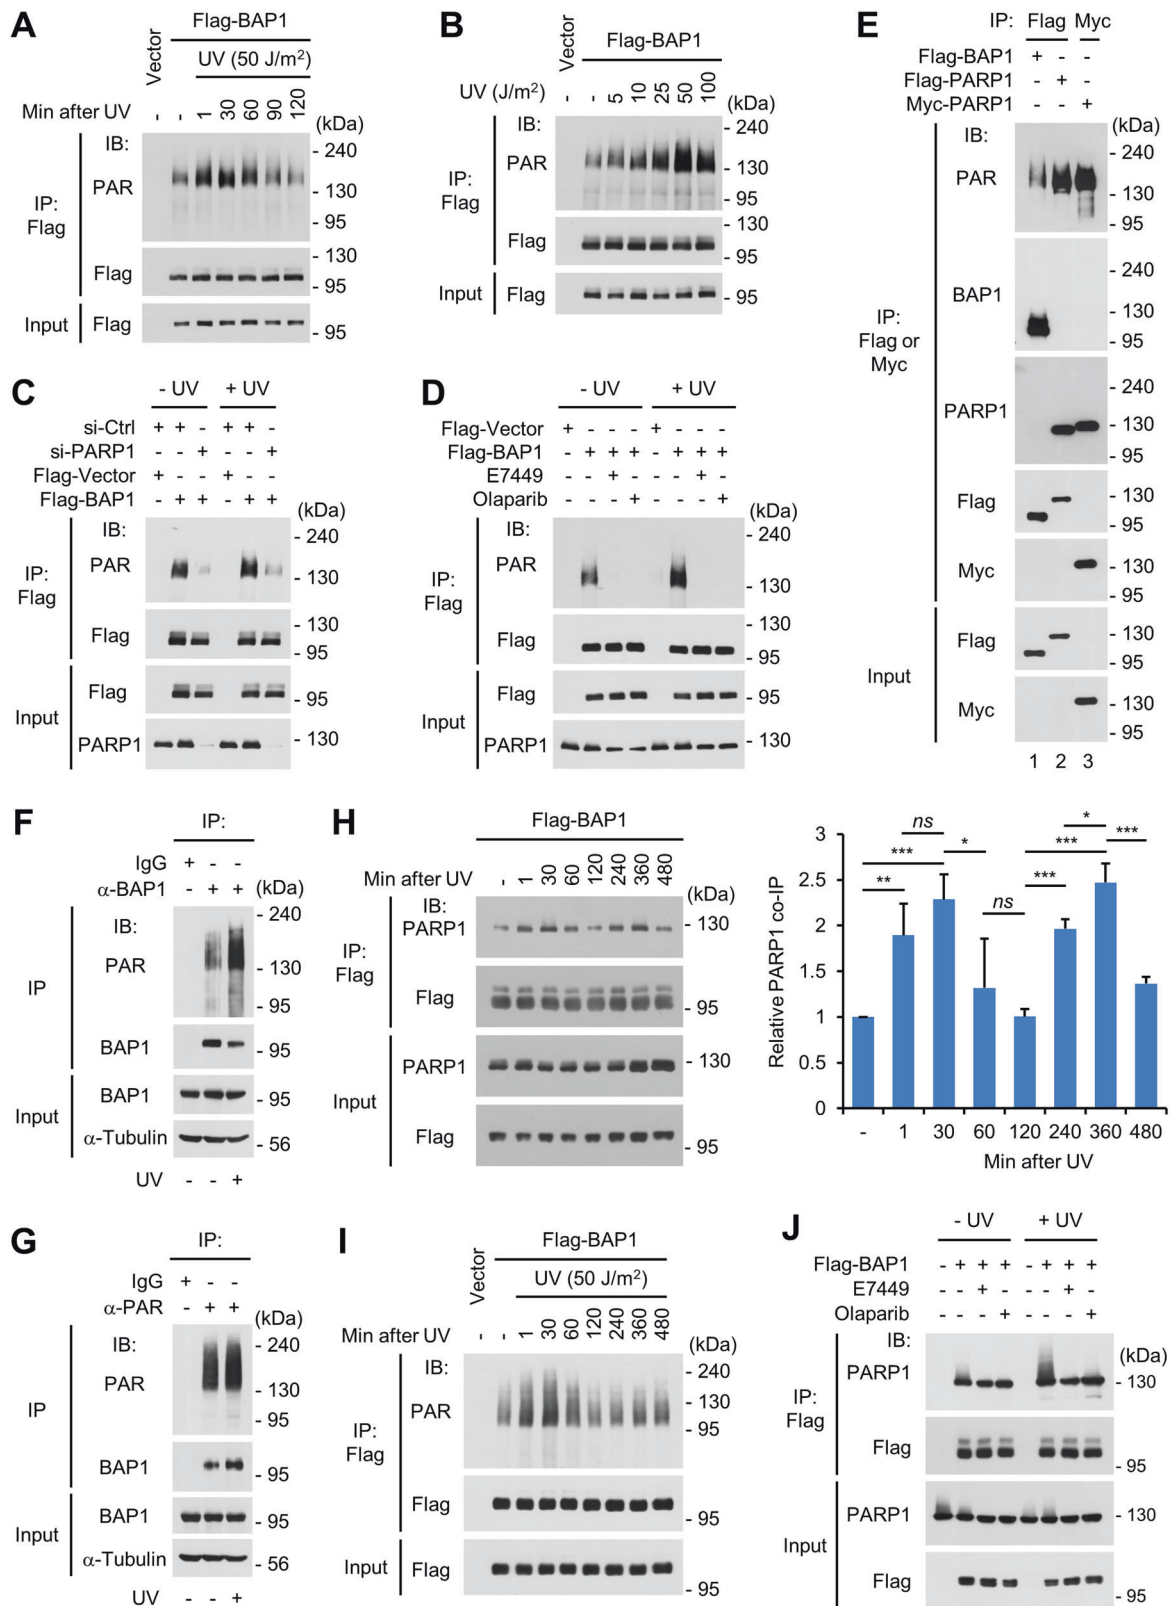 A
Flag-BAP1
Vector
UV (50 J/m²)
Min after UV - - 1 30 60 90 120
(kDa)
IB:
- 240
PAR
- 130
IP:
Flag
- 95
- 130
Flag
- 95
Input
Flag
- 95
B
Vector
Flag-BAP1
UV (J/m²) - - 5 10 25 50 100
(kDa)
IB:
- 240
PAR
- 130
IP:
Flag
- 95
- 130
Flag
- 95
Input
Flag
- 95
C
- UV + UV
si-Ctrl + + - + + -
si-PARP1 - - + - - +
Flag-Vector + - - + - -
Flag-BAP1 - + + - + +
(kDa)
IB:
- 240
PAR
- 130
IP:
Flag
- 130
Flag
- 95
Flag
- 95
Input
PARP1
- 130
D
- UV + UV
Flag-Vector + - - - + - - -
Flag-BAP1 - + + + - + + +
E7449 - - + - - - + -
Olaparib - - - + - - - +
(kDa)
IB:
- 240
PAR
- 130
IP:
Flag
- 130
Flag
- 95
Flag
- 95
Input
PARP1
- 130
E
IP: Flag Myc
Flag-BAP1 + - -
Flag-PARP1 - + -
Myc-PARP1 - - +
(kDa)
IB:
- 240
PAR
- 130
- 95
- 240
BAP1
- 130
IP:
Flag or
Myc
- 95
- 240
PARP1
- 130
- 95
Flag
- 130
- 95
Myc
- 130
- 95
Input
Flag
- 130
- 95
Myc
- 130
- 95
1 2 3
F
IP:
IgG + - -
α-BAP1 - + +
(kDa)
IB:
- 240
PAR
- 130
IP
- 95
BAP1
- 95
Input
BAP1
- 95
α-Tubulin
- 56
UV - - +
H
Flag-BAP1
Min after UV - 1 30 60 120 240 360 480
IB:
PARP1
- 130
IP:
Flag
Flag
- 95
PARP1
- 130
Input
Flag
- 95
Relative PARP1 co-IP
3
2.5
2
1.5
1
0.5
0
ns
*
***
*
***
***
**
ns
***
- 1 30 60 120 240 360 480
Min after UV
G
IP:
IgG + - -
α-PAR - + +
(kDa)
IB:
- 240
PAR
- 130
- 95
IP
BAP1
- 95
Input
BAP1
- 95
α-Tubulin
- 56
UV - - +
I
Vector
Flag-BAP1
UV (50 J/m²)
Min after UV - - 1 30 60 120 240 360 480
(kDa)
IB:
- 240
PAR
- 130
- 95
IP:
Flag
Flag
- 95
Input
Flag
- 95
J
- UV + UV
Flag-BAP1 - + + + - + + +
E7449 - - + - - - + -
Olaparib - - - + - - - +
IB:
(kDa)
PARP1
- 130
IP:
Flag
Flag
- 95
PARP1
- 130
Input
Flag
- 95